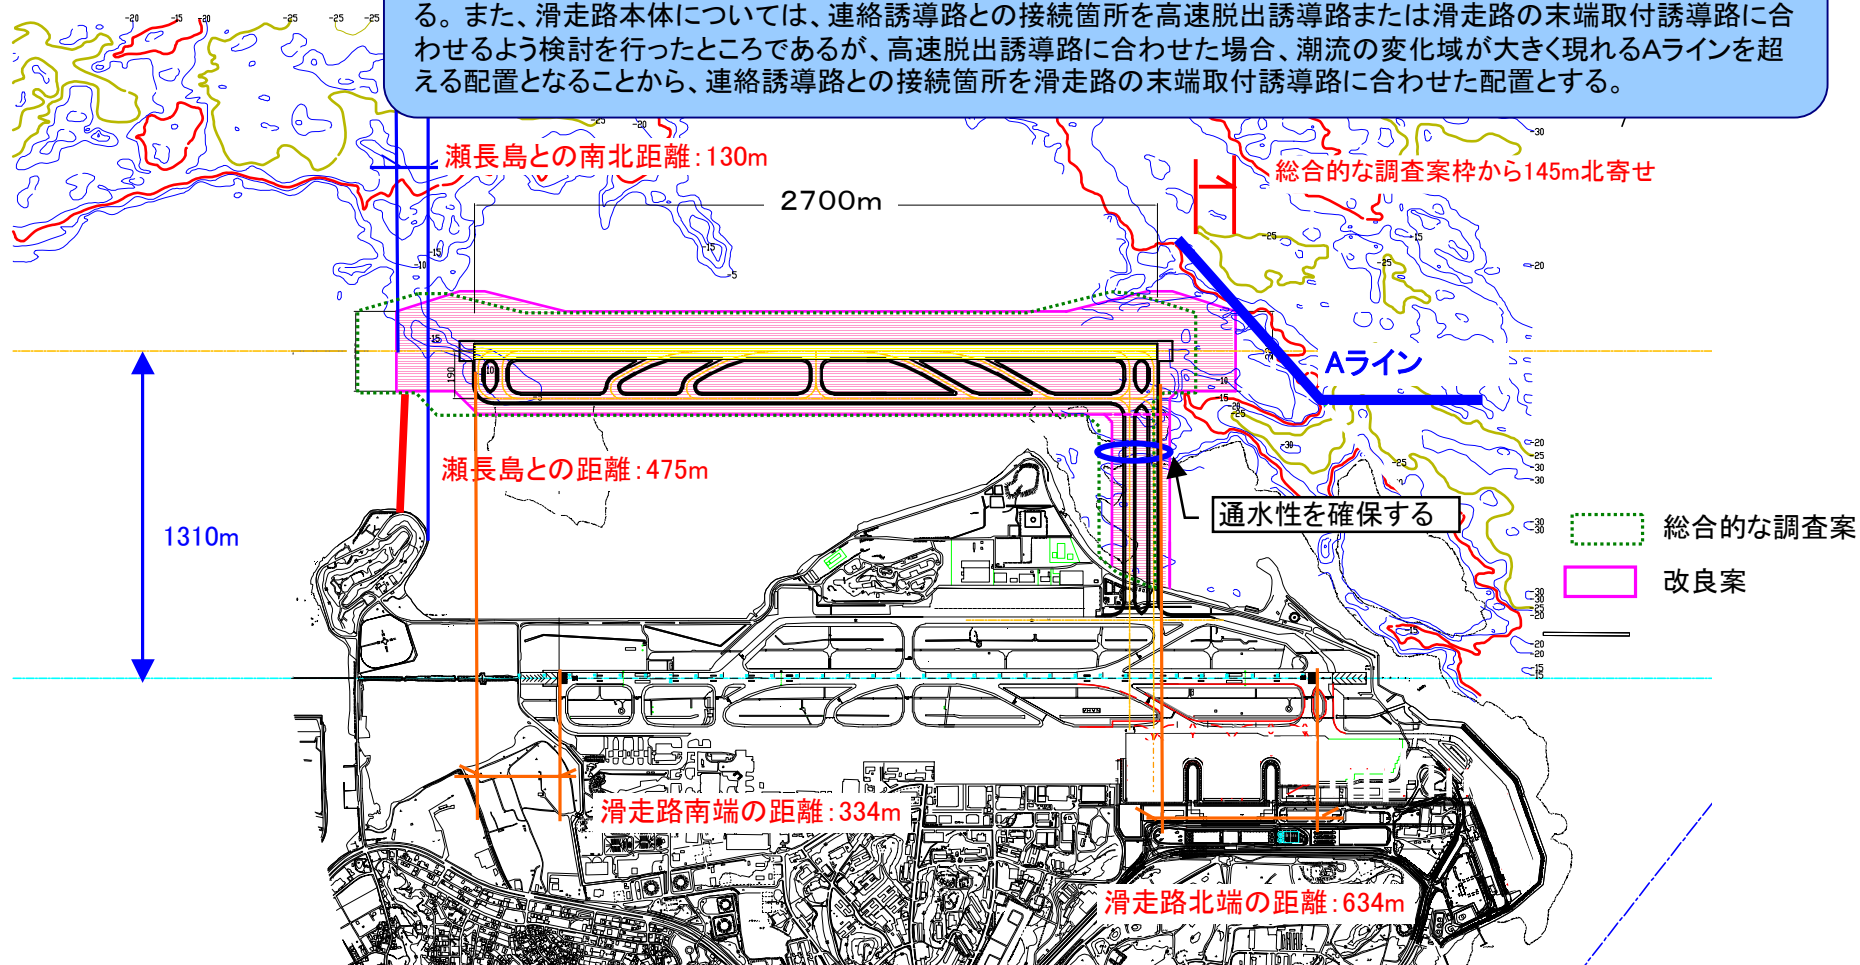 る。また、滑走路本体については、連絡誘導路との接続箇所を高速脱出誘導路または滑走路の末端取付誘導路に合
わせるよう検討を行ったところであるが、高速脱出誘導路に合わせた場合、潮流の変化域が大きく現れるAラインを超
える配置となることから、連絡誘導路との接続箇所を滑走路の末端取付誘導路に合わせた配置とする。
瀬長島との南北距離：130m
総合的な調査案枠から145m北寄せ
2700m
Aライン
190
瀬長島との距離：475m
通水性を確保する
1310m
総合的な調査案
改良案
滑走路南端の距離：334m
滑走路北端の距離：634m